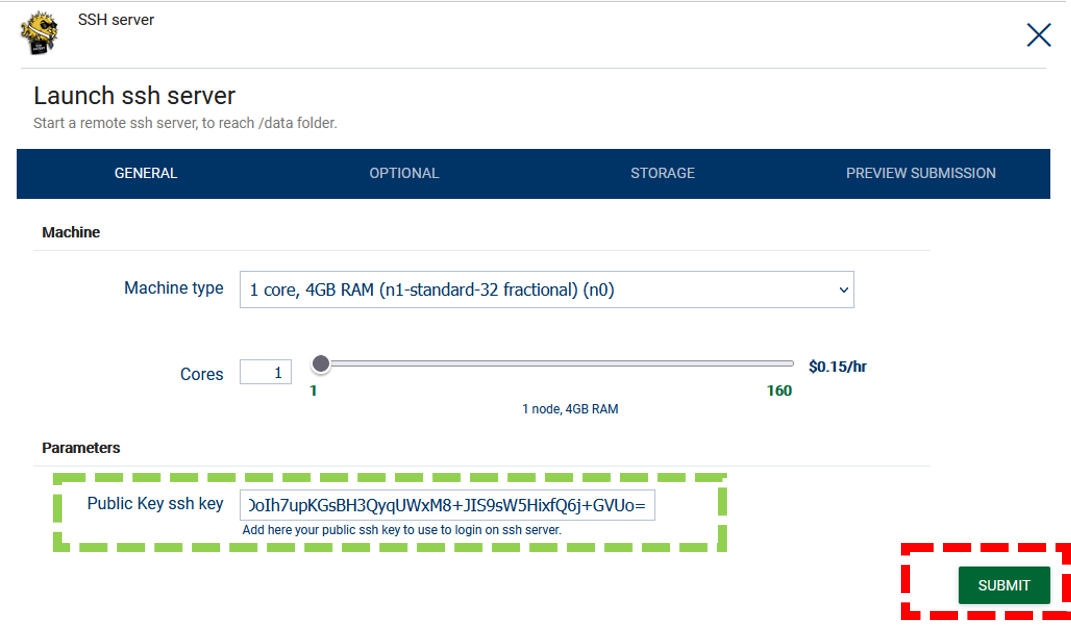 SSH server
Launch ssh server
Start a remote ssh server, to reach /data folder.
GENERAL OPTIONAL STORAGE PREVIEW SUBMISSION
Machine
Machine type 1 core, 4GB RAM (n1-standard-32 fractional) (n0)
Cores 1 $0.15/hr
1 160
1 node, 4GB RAM
Parameters
Public Key ssh key oIh7upKGsBH3QyqUWxM8+JIS9sW5HixfQ6j+GVUo=
Add here your public ssh key to use to login on ssh server.
SUBMIT